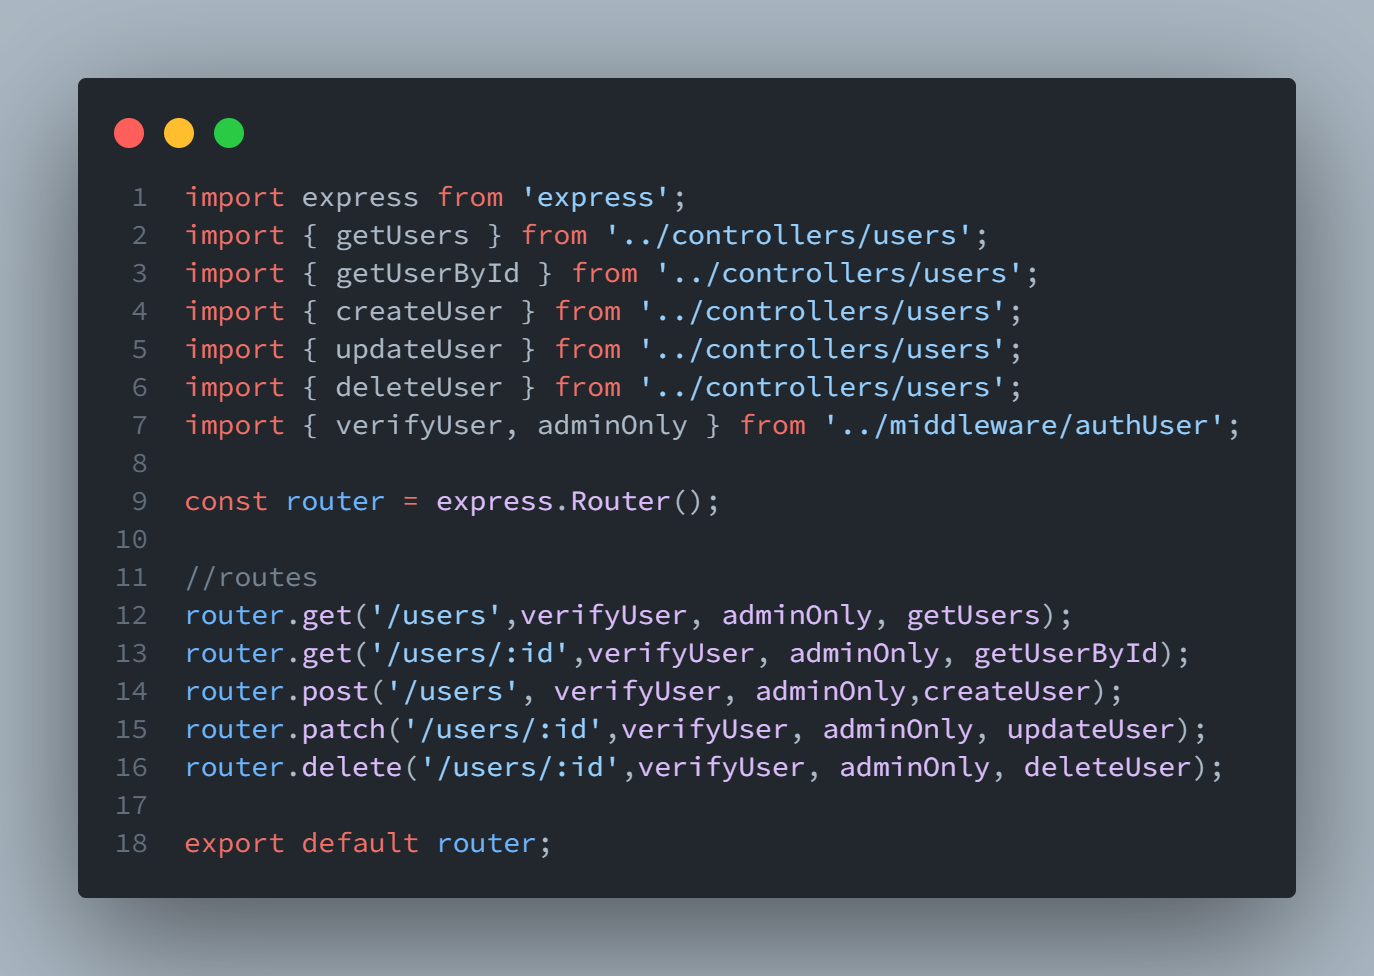 1 import express from 'express';
2 import { getUsers } from '../controllers/users';
3 import { getUserById } from '../controllers/users';
4 import { createUser } from '../controllers/users';
5 import { updateUser } from '../controllers/users';
6 import { deleteUser } from '../controllers/users';
7 import { verifyUser, adminOnly } from '../middleware/authUser';
8
9 const router = express.Router();
10
11 //routes
12 router.get('/users',verifyUser, adminOnly, getUsers);
13 router.get('/users/:id',verifyUser, adminOnly, getUserById);
14 router.post('/users', verifyUser, adminOnly,createUser);
15 router.patch('/users/:id',verifyUser, adminOnly, updateUser);
16 router.delete('/users/:id',verifyUser, adminOnly, deleteUser);
17
18 export default router;